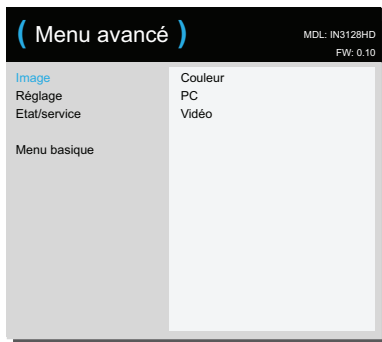 ( Menu avancé )
MDL: IN3128HD
FW: 0.10
Image
Réglage
Etat/service
Menu basique
Couleur
PC
Vidéo